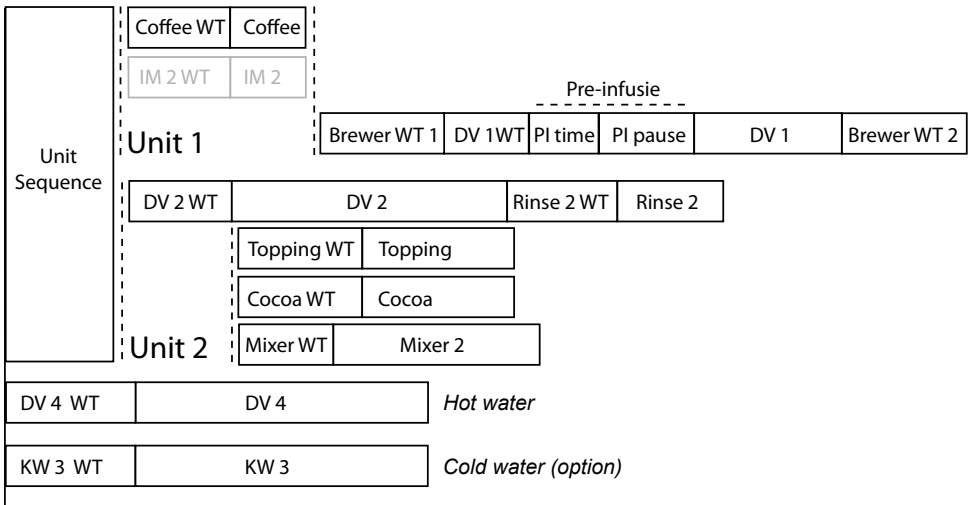 Coffee WT Coffee
IM 2 WT IM 2
Pre-infusie
Unit 1
Brewer WT 1 DV 1WT PI time PI pause DV 1 Brewer WT 2
Unit
Sequence
DV 2 WT DV 2 Rinse 2 WT Rinse 2
Topping WT Topping
Cocoa WT Cocoa
Unit 2
Mixer WT Mixer 2
DV 4 WT DV 4 Hot water
KW 3 WT KW 3 Cold water (option)